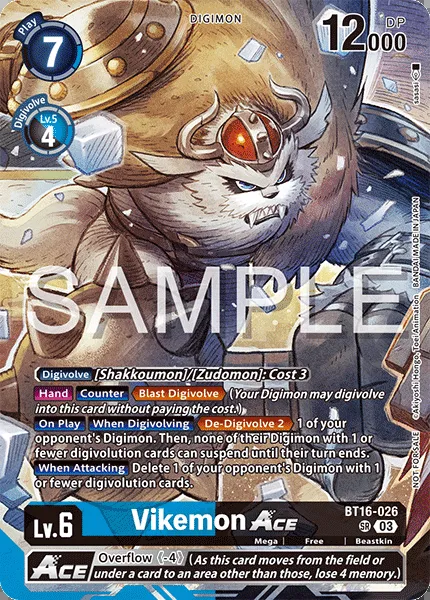 DIGIMON
Play
7
12000
DP
Digivolve
Lv.5
4
SAMPLE
Digivolve [Shakkoumon]/[Zudomon]: Cost 3
Hand Counter Blast Digivolve (Your Digimon may digivolve
into this card without paying the cost.)
On Play When Digivolving De-Digivolve 2 1 of your
opponent's Digimon. Then, none of their Digimon with 1 or
fewer digivolution cards can suspend until their turn ends.
When Attacking Delete 1 of your opponent's Digimon with 1
or fewer digivolution cards.
BT16-026
Lv.6
Vikemon ACE
SR
03
Mega | Free | Beastkin
ACE Overflow《-4》 (As this card moves from the field or
under a card to an area other than those, lose 4 memory.)
NOT FOR SALE ©Akiyoshi Hongo, Toei Animation BANDAI MADE IN JAPAN